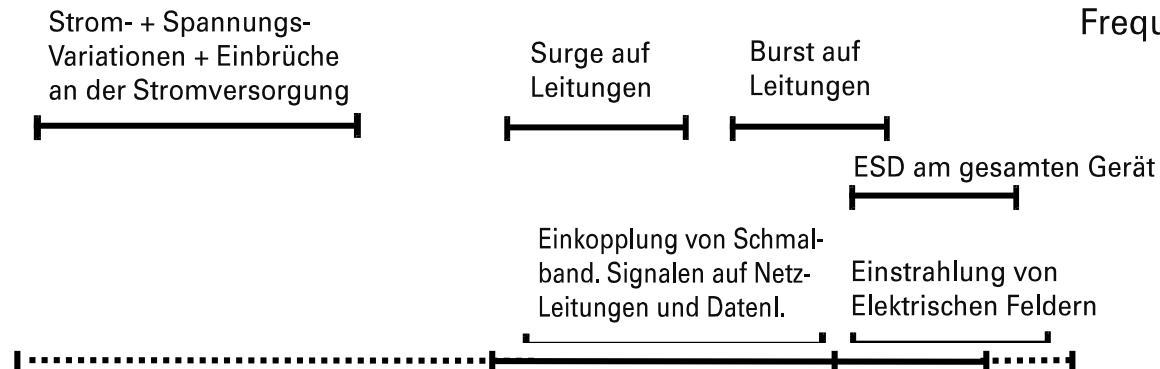 Strom- + Spannungs-
Variationen + Einbrüche
an der Stromversorgung
Surge auf
Leitungen
Burst auf
Leitungen
Frequ
ESD am gesamten Gerät
Einkopplung von Schmal-
band. Signalen auf Netz-
Leitungen und Datenl.
Einstrahlung von
Elektrischen Feldern